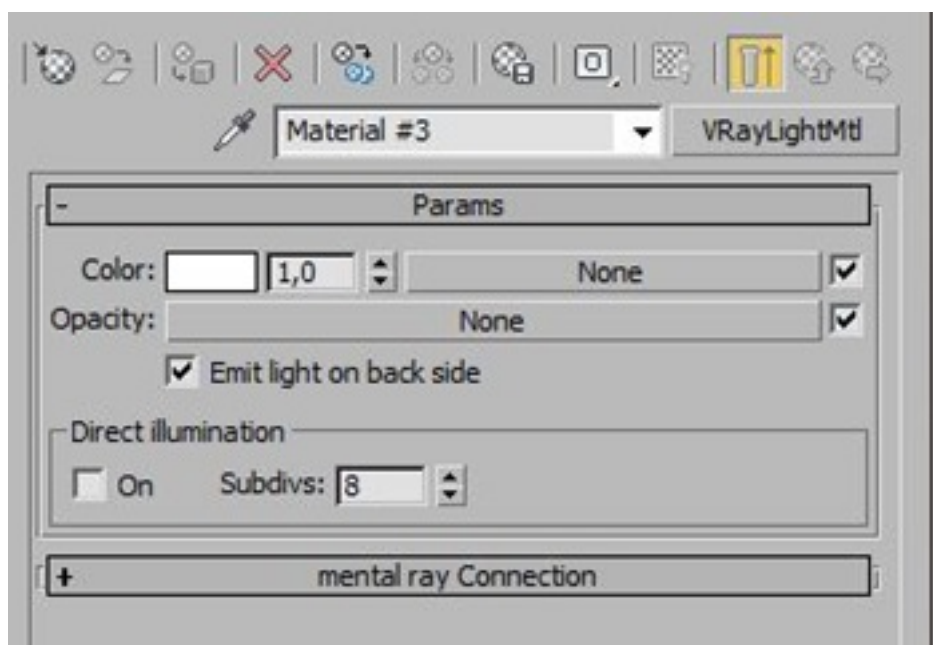 Material #3 VRayLightMtl
- Params
Color: 1,0 None
Opacity: None
Emit light on back side
Direct illumination
On Subdivs: 8
+ mental ray Connection